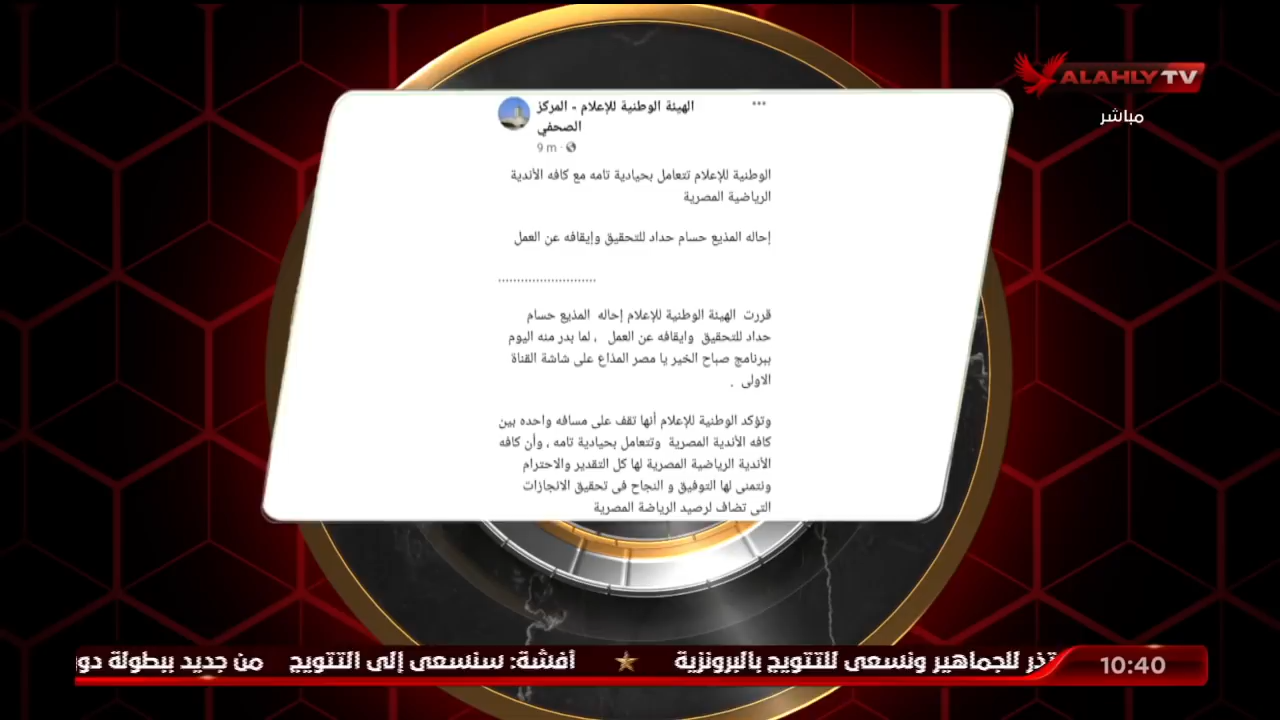 ALAHLY TV
مباشر
الهيئة الوطنية للإعلام - المركز
الصحفي
9 m
الوطنية للإعلام تتعامل بحيادية تامه مع كافه الأندية
الرياضية المصرية
إحاله المذيع حسام حداد للتحقيق وإيقافه عن العمل
..........................
قررت الهيئة الوطنية للإعلام إحاله المذيع حسام
حداد للتحقيق وايقافه عن العمل ، لما بدر منه اليوم
ببرنامج صباح الخير يا مصر المذاع على شاشة القناة
الاولى .
وتؤكد الوطنية للإعلام أنها تقف على مسافه واحده بين
كافه الأندية المصرية وتتعامل بحيادية تامه ، وأن كافه
الأندية الرياضية المصرية لها كل التقدير والاحترام
ونتمنى لها التوفيق و النجاح فى تحقيق الانجازات
التى تضاف لرصيد الرياضة المصرية
للجماهير ونسعى للتتويج بالبرونزية ★ أفشة: سنسعى إلى التتويج من جديد ببطولة
10:40